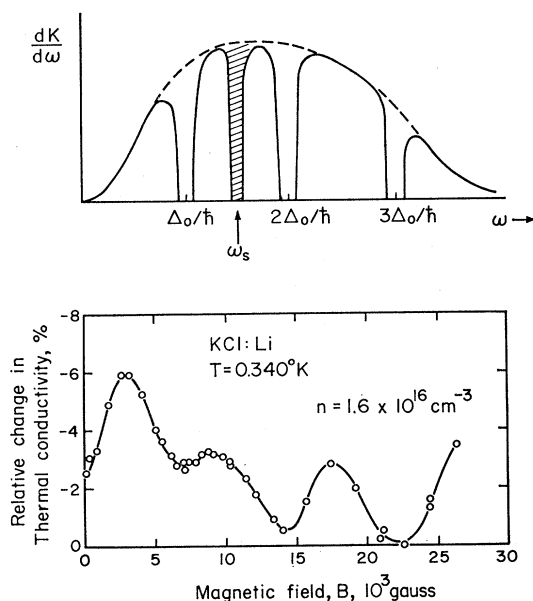 dK
dω
Δ₀/ħ
2Δ₀/ħ
3Δ₀/ħ
ω →
ωs
Relative change in
Thermal conductivity, %
-8
-6
-4
-2
0
KCl: Li
T=0.340°K
n = 1.6 x 10¹⁶ cm⁻³
0
5
10
15
20
25
30
Magnetic field, B, 10³gauss